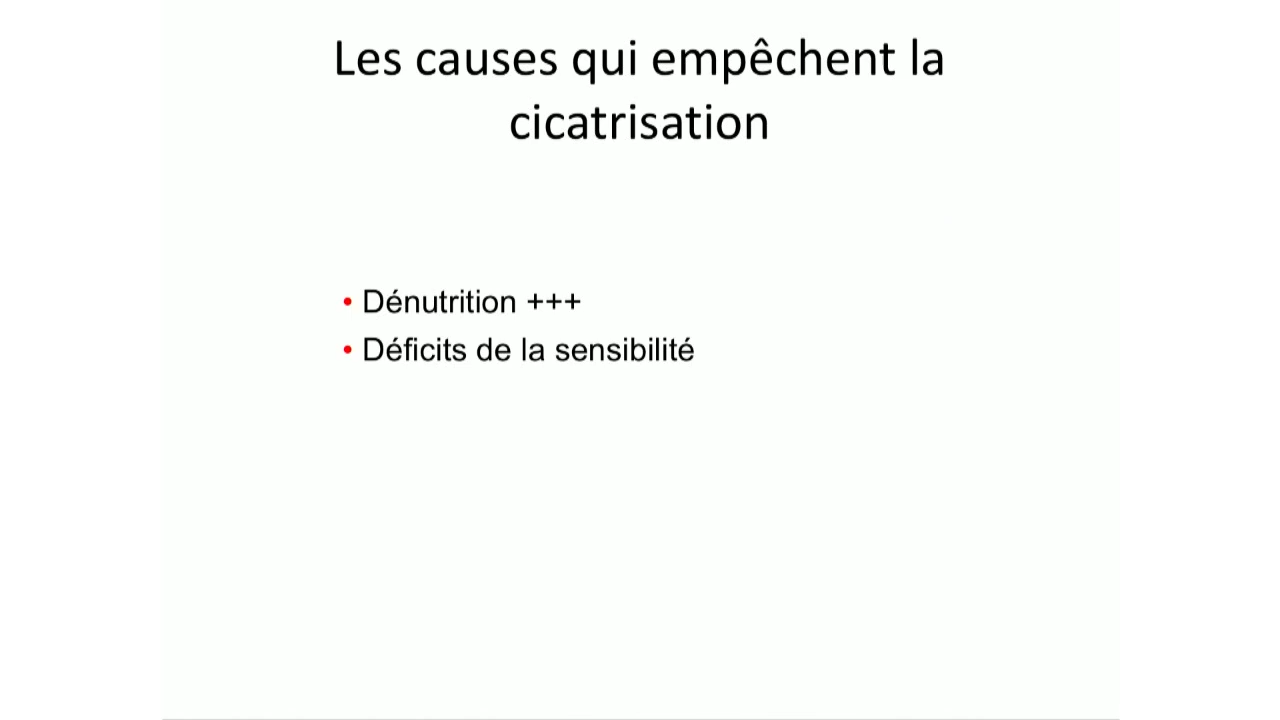 Les causes qui empêchent la
cicatrisation
• Dénutrition +++
• Déficits de la sensibilité